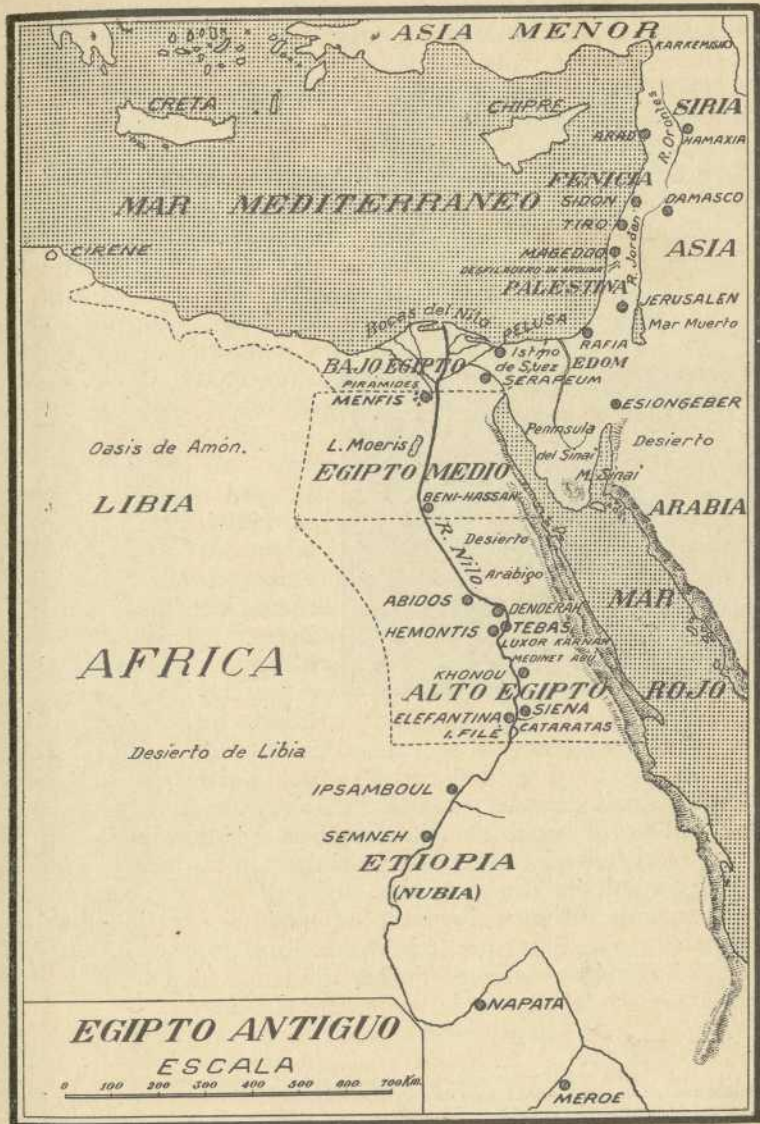 ASIA MENOR
KARKEMISH
CRETA
CHIPRE
SIRIA
ARAD
R. Orontes
HAMAXIA
FENICIA
MAR MEDITERRANEO
SIDON
DAMASCO
TIRO
CIRENE
MAGEDDO
R. Jordan
ASIA
DESFILADERO DE
PALESTINA
JERUSALEN
Bocas del Nilo
PELUSA
RAFIA
Mar Muerto
BAJO EGIPTO
Istmo
de Suez
EDOM
PIRAMIDES
SERAPEUM
MENFIS
ESIONGEBER
Oasis de Amón.
L. Moeris
Peninsula
del Sinai
Desierto
EGIPTO MEDIO
M. Sinai
LIBIA
BENI-HASSAN
ARABIA
R. Nilo
Desierto
Arábigo
ABIDOS
DENDERAH
MAR
HEMONTIS
TEBAS
LUXOR KARNAK
MEDINET ABU
AFRICA
KHONOU
ALTO EGIPTO
ROJO
ELEFANTINA
SIENA
I. FILÉ
CATARATAS
Desierto de Libia
IPSAMBOUL
SEMNEH
ETIOPIA
(NUBIA)
NAPATA
EGIPTO ANTIGUO
ESCALA
0 100 200 300 400 500 600 700 Km.
MEROE